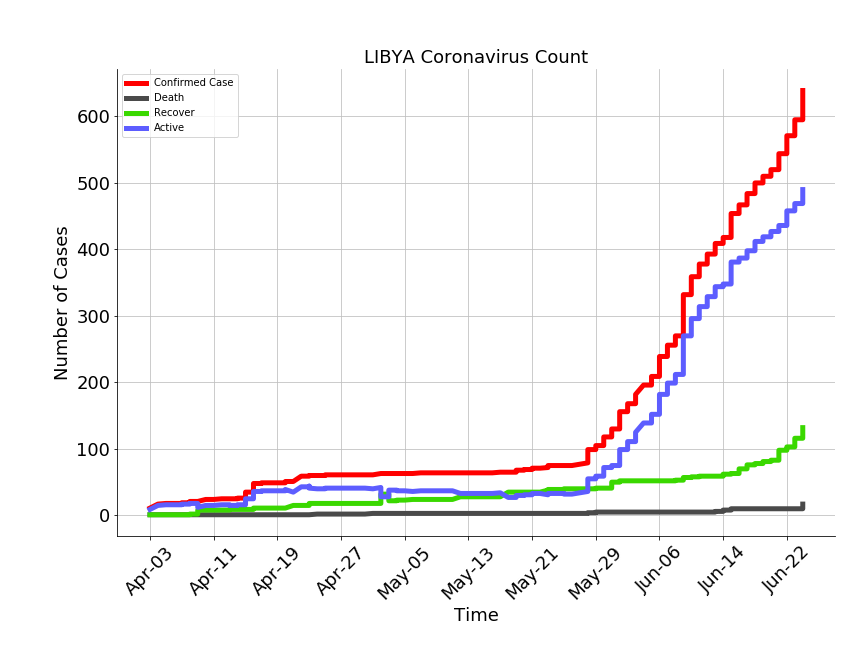 LIBYA Coronavirus Count
Confirmed Case
Death
Recover
Active
Number of Cases
600
500
400
300
200
100
0
Apr-03
Apr-11
Apr-19
Apr-27
May-05
May-13
May-21
May-29
Jun-06
Jun-14
Jun-22
Time